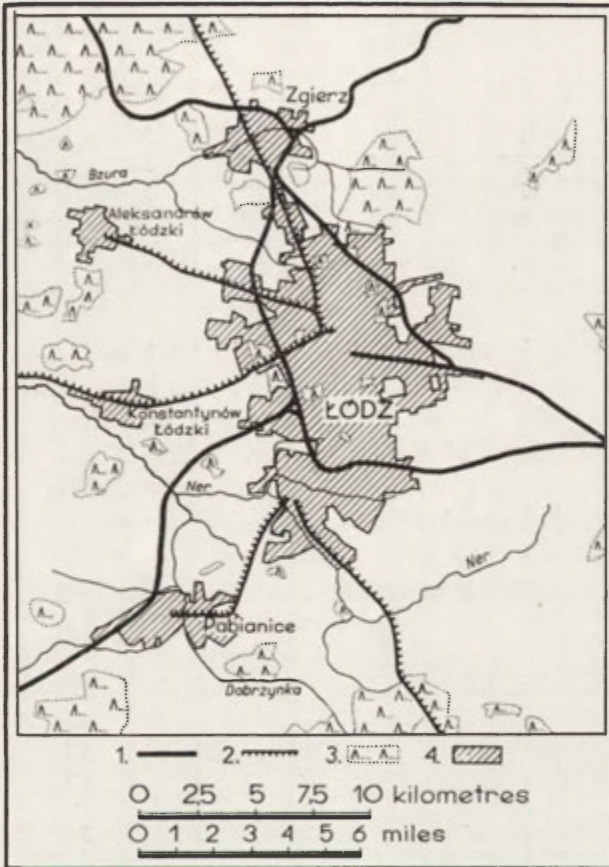 Zgierz
Bzura
Aleksandrów
Łódzki
Konstantynów
Łódzki
ŁÓDŹ
Ner
Ner
Pabianice
Dobrzynka
1. 2. 3. 4.
0 2,5 5 7,5 10 kilometres
0 1 2 3 4 5 6 miles